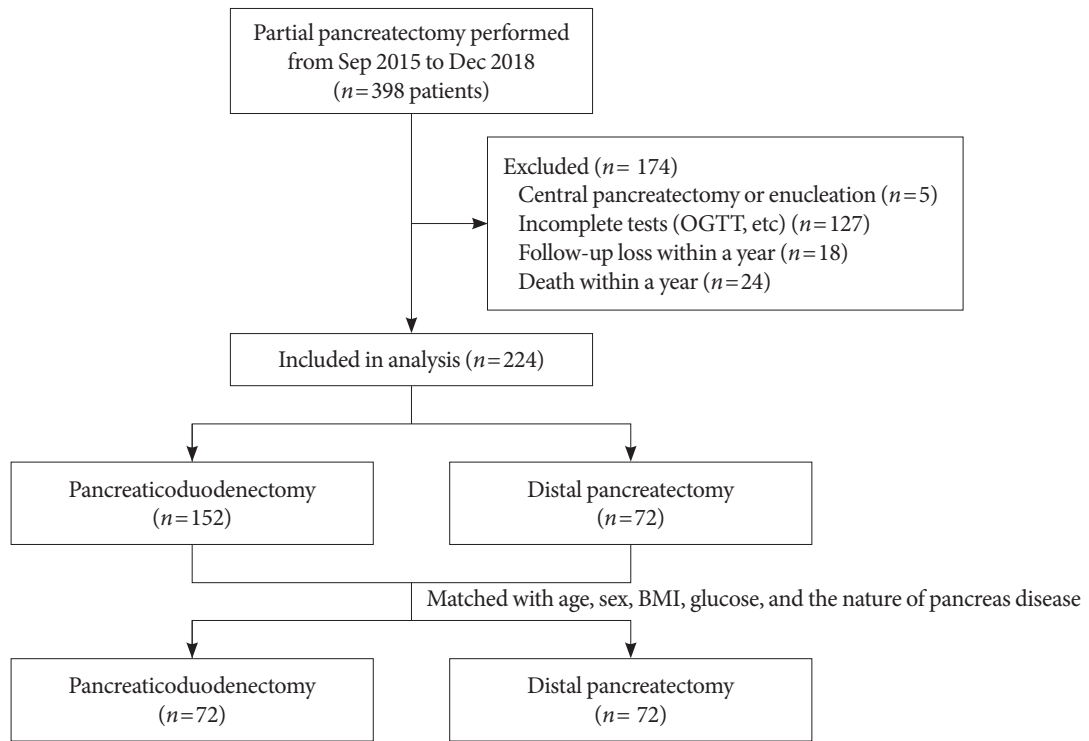 Partial pancreatectomy performed
from Sep 2015 to Dec 2018
(n=398 patients)
Excluded (n= 174)
Central pancreatectomy or enucleation (n=5)
Incomplete tests (OGTT, etc) (n=127)
Follow-up loss within a year (n=18)
Death within a year (n=24)
Included in analysis (n=224)
Pancreaticoduodenectomy
(n=152)
Distal pancreatectomy
(n=72)
Matched with age, sex, BMI, glucose, and the nature of pancreas disease
Pancreaticoduodenectomy
(n=72)
Distal pancreatectomy
(n= 72)